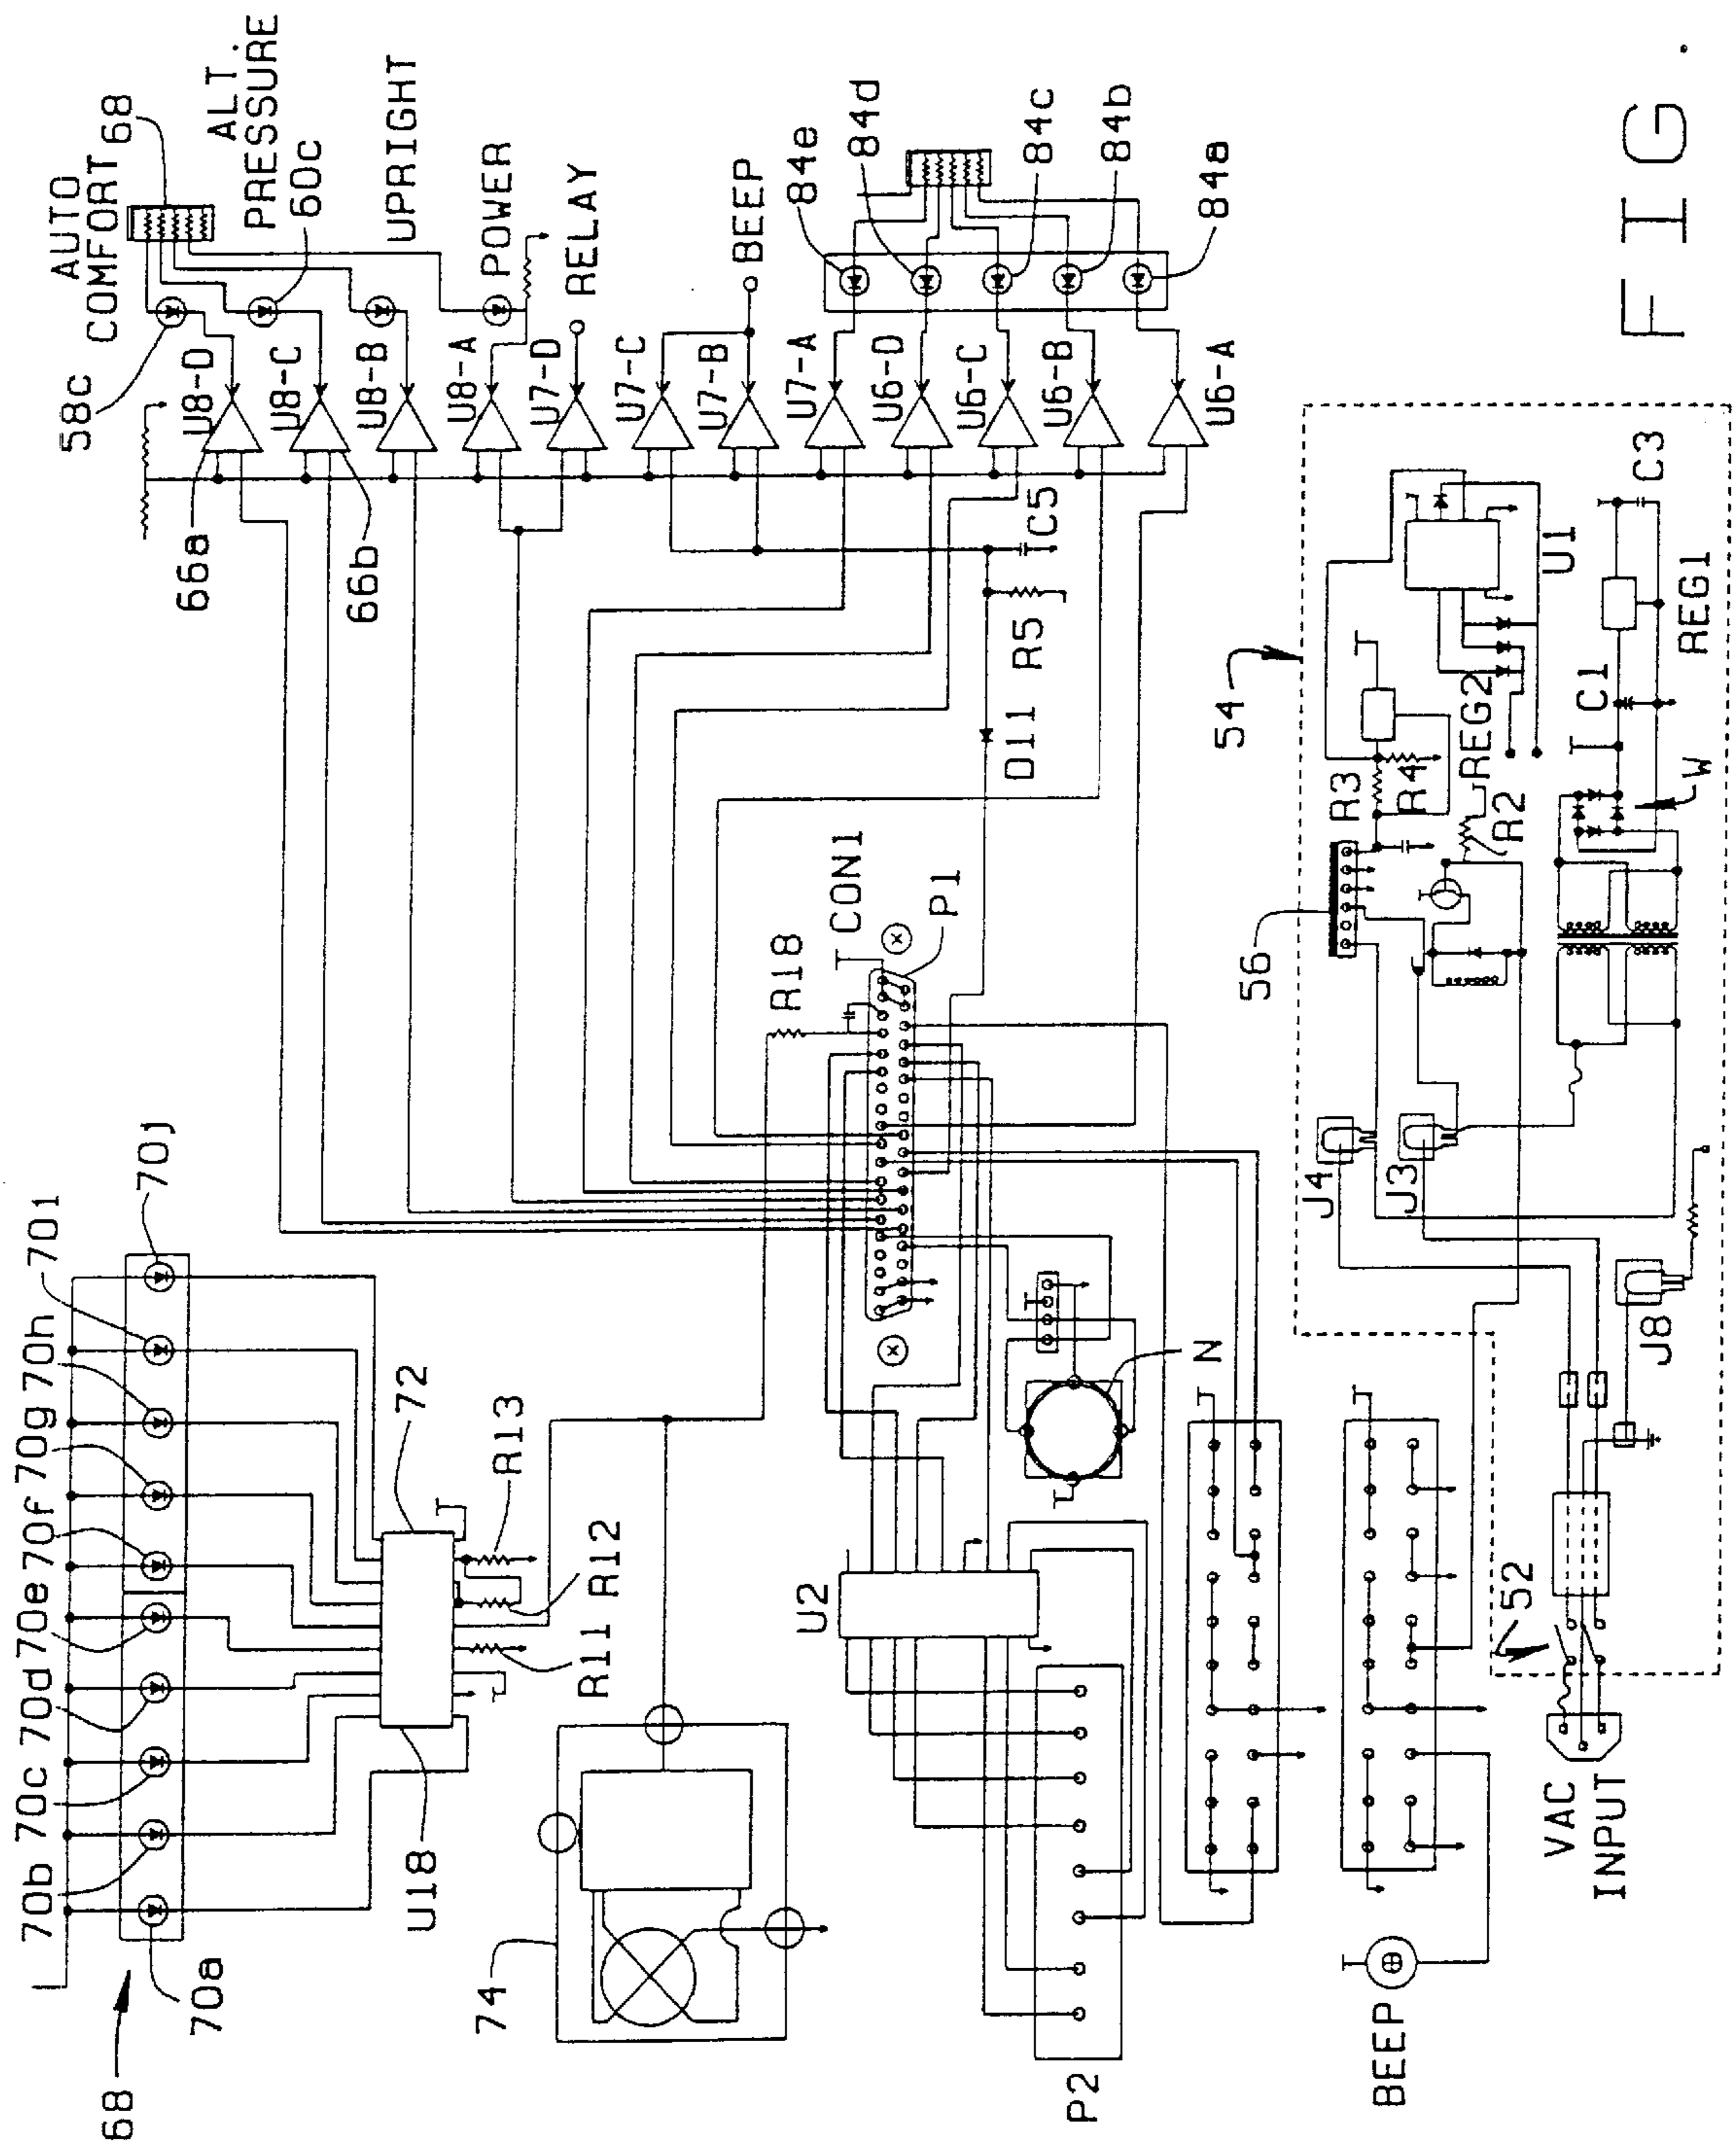 68
70a
70b
70c
70d
70e
70f
70g
70h
70i
70j
U18
72
R11
R12
R13
74
R18
CON1
P1
N
U2
P2
BEEP
58c
AUTO
COMFORT
68
ALT.
PRESSURE
60c
UPRIGHT
POWER
RELAY
BEEP
84e
84d
84c
84b
84a
66a
66b
U8-D
U8-C
U8-B
U8-A
U7-D
U7-C
U7-B
U7-A
U6-D
U6-C
U6-B
U6-A
C5
R5
D11
54
56
R3
R4
REG2
R2
U1
C1
C3
REG1
W
J4
J3
J8
52
VAC
INPUT
FIG.